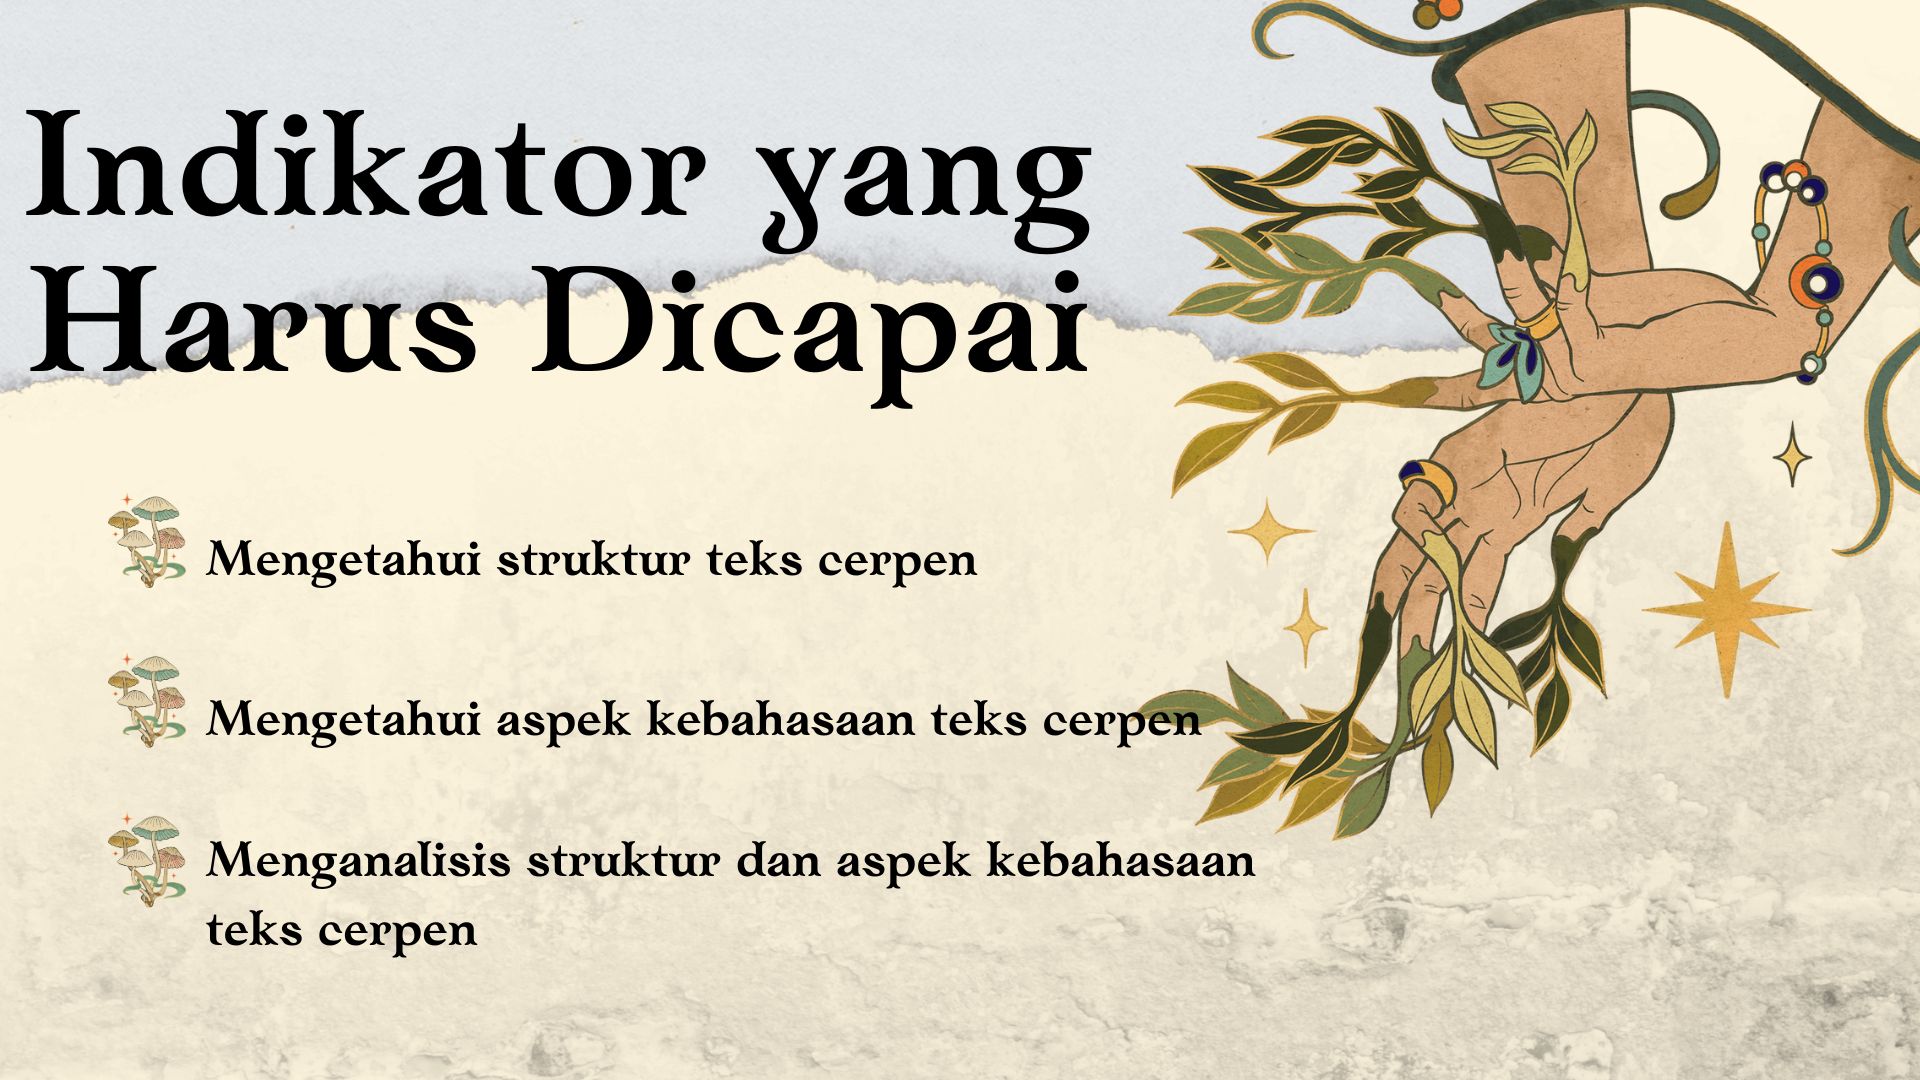 Indikator yang
Harus Dicapai
Mengetahui struktur teks cerpen
Mengetahui aspek kebahasaan teks cerpen
Menganalisis struktur dan aspek kebahasaan
teks cerpen